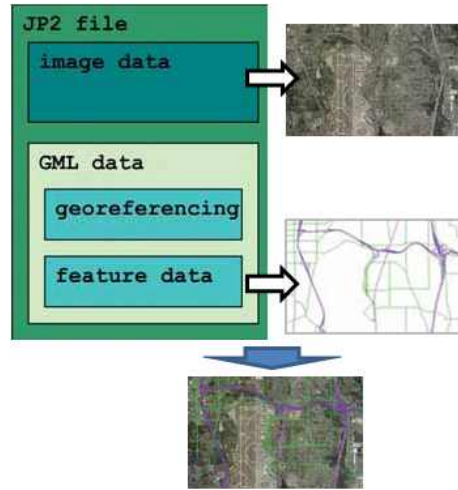 JP2 file
image data
GML data
georeferencing
feature data